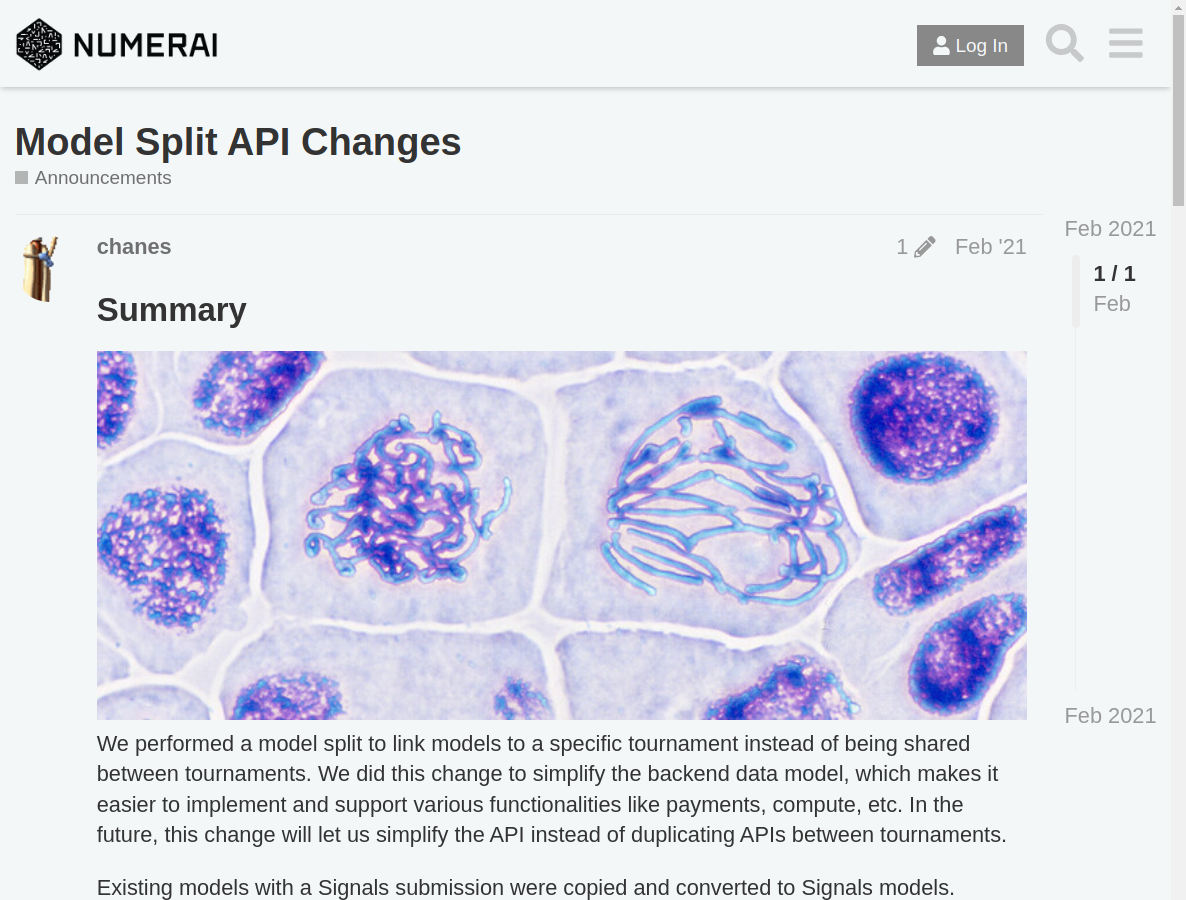 NUMERAI
Log In
Model Split API Changes
Announcements
chanes
1
Feb '21
Feb 2021
1 / 1
Feb
Feb 2021
Summary
We performed a model split to link models to a specific tournament instead of being shared
between tournaments. We did this change to simplify the backend data model, which makes it
easier to implement and support various functionalities like payments, compute, etc. In the
future, this change will let us simplify the API instead of duplicating APIs between tournaments.
Existing models with a Signals submission were copied and converted to Signals models.